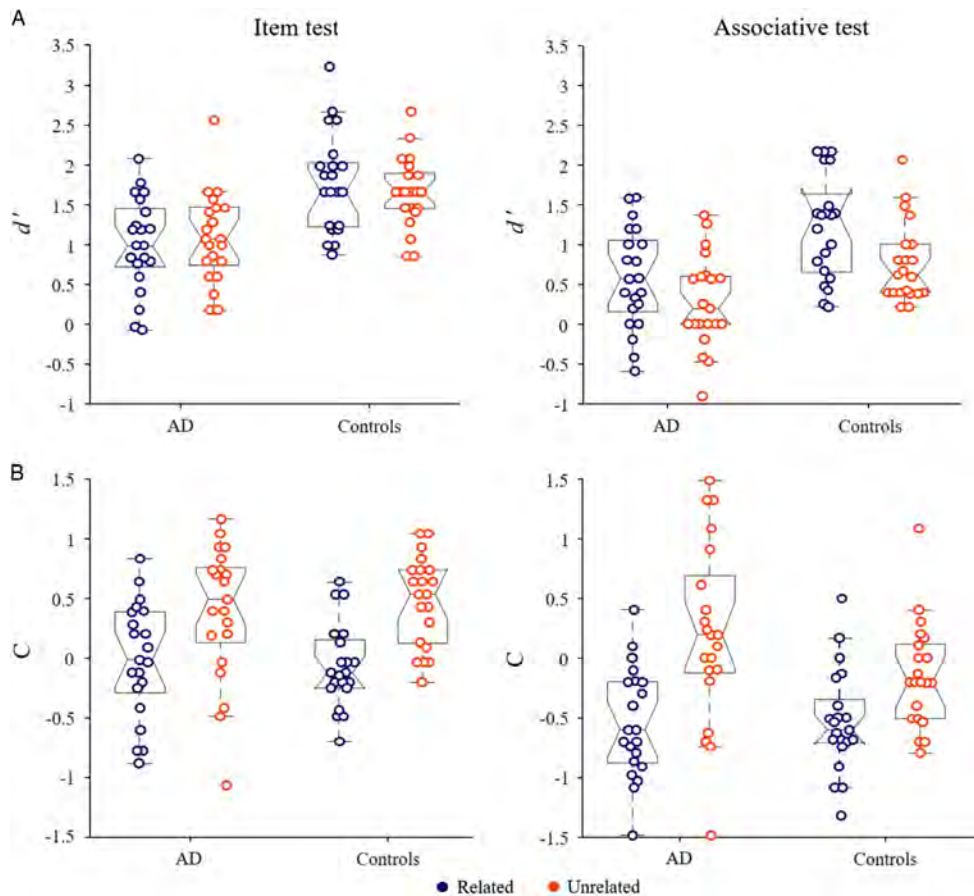 A
Item test
Associative test
3.5
3
2.5
2
1.5
1
0.5
0
-0.5
-1
d′
AD
Controls
3.5
3
2.5
2
1.5
1
0.5
0
-0.5
-1
d′
AD
Controls
B
1.5
1
0.5
0
-0.5
-1
-1.5
C
AD
Controls
1.5
1
0.5
0
-0.5
-1
-1.5
C
AD
Controls
Related Unrelated